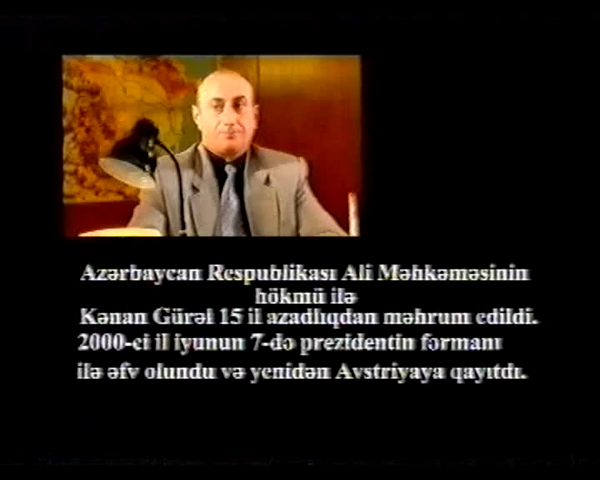 Azərbaycan Respublikası Ali Məhkəməsinin
hökmü ilə
Kənan Gürəl 15 il azadlıqdan məhrum edildi.
2000-ci il iyunun 7-də prezidentin fərmanı
ilə əfv olundu və yenidən Avstriyaya qayıtdı.